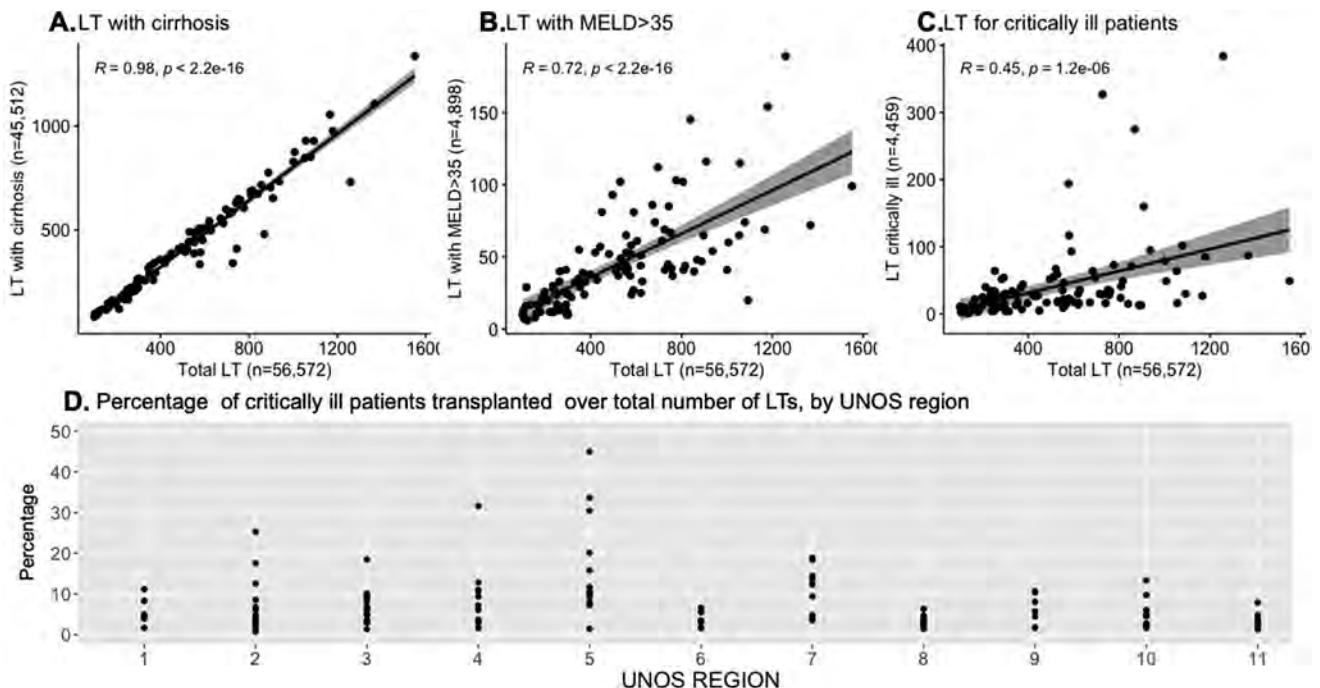 A. LT with cirrhosis
R = 0.98, p < 2.2e-16
LT with cirrhosis (n=45,512)
1000
500
400 800 1200 1600
Total LT (n=56,572)
B. LT with MELD>35
R = 0.72, p < 2.2e-16
LT with MELD>35 (n=4,898)
150
100
50
0
400 800 1200 1600
Total LT (n=56,572)
C. LT for critically ill patients
R = 0.45, p = 1.2e-06
LT critically ill (n=4,459)
400
300
200
100
0
400 800 1200 160
Total LT (n=56,572)
D. Percentage of critically ill patients transplanted over total number of LTs, by UNOS region
Percentage
50
40
30
20
10
0
1 2 3 4 5 6 7 8 9 10 11
UNOS REGION